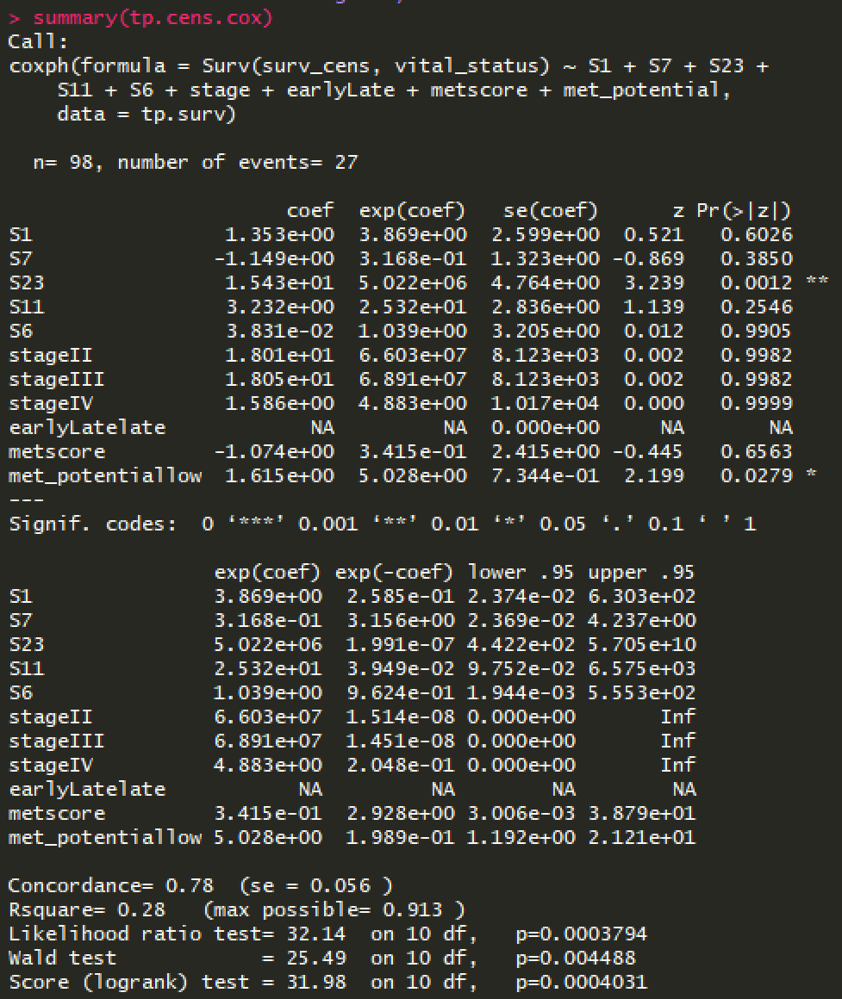 > summary(tp.cens.cox)
Call:
coxph(formula = Surv(surv_cens, vital_status) ~ S1 + S7 + S23 +
    S11 + S6 + stage + earlyLate + metscore + met_potential,
    data = tp.surv)
  n= 98, number of events= 27
                      coef  exp(coef)   se(coef)      z Pr(>|z|)
S1               1.353e+00  3.869e+00  2.599e+00  0.521   0.6026
S7              -1.149e+00  3.168e-01  1.323e+00 -0.869   0.3850
S23              1.543e+01  5.022e+06  4.764e+00  3.239   0.0012 **
S11              3.232e+00  2.532e+01  2.836e+00  1.139   0.2546
S6               3.831e-02  1.039e+00  3.205e+00  0.012   0.9905
stageII          1.801e+01  6.603e+07  8.123e+03  0.002   0.9982
stageIII         1.805e+01  6.891e+07  8.123e+03  0.002   0.9982
stageIV          1.586e+00  4.883e+00  1.017e+04  0.000   0.9999
earlyLatelate           NA         NA  0.000e+00     NA       NA
metscore        -1.074e+00  3.415e-01  2.415e+00 -0.445   0.6563
met_potentiallow  1.615e+00  5.028e+00  7.344e-01  2.199   0.0279 *
---
Signif. codes:  0 ‘***’ 0.001 ‘**’ 0.01 ‘*’ 0.05 ‘.’ 0.1 ‘ ’ 1
                 exp(coef) exp(-coef) lower .95 upper .95
S1               3.869e+00  2.585e-01 2.374e-02 6.303e+02
S7               3.168e-01  3.156e+00 2.369e-02 4.237e+00
S23              5.022e+06  1.991e-07 4.422e+02 5.705e+10
S11              2.532e+01  3.949e-02 9.752e-02 6.575e+03
S6               1.039e+00  9.624e-01 1.944e-03 5.553e+02
stageII          6.603e+07  1.514e-08 0.000e+00       Inf
stageIII         6.891e+07  1.451e-08 0.000e+00       Inf
stageIV          4.883e+00  2.048e-01 0.000e+00       Inf
earlyLatelate           NA         NA        NA        NA
metscore         3.415e-01  2.928e+00 3.006e-03 3.879e+01
met_potentiallow 5.028e+00  1.989e-01 1.192e+00 2.121e+01
Concordance= 0.78  (se = 0.056 )
Rsquare= 0.28   (max possible= 0.913 )
Likelihood ratio test= 32.14  on 10 df,   p=0.0003794
Wald test            = 25.49  on 10 df,   p=0.004488
Score (logrank) test = 31.98  on 10 df,   p=0.0004031